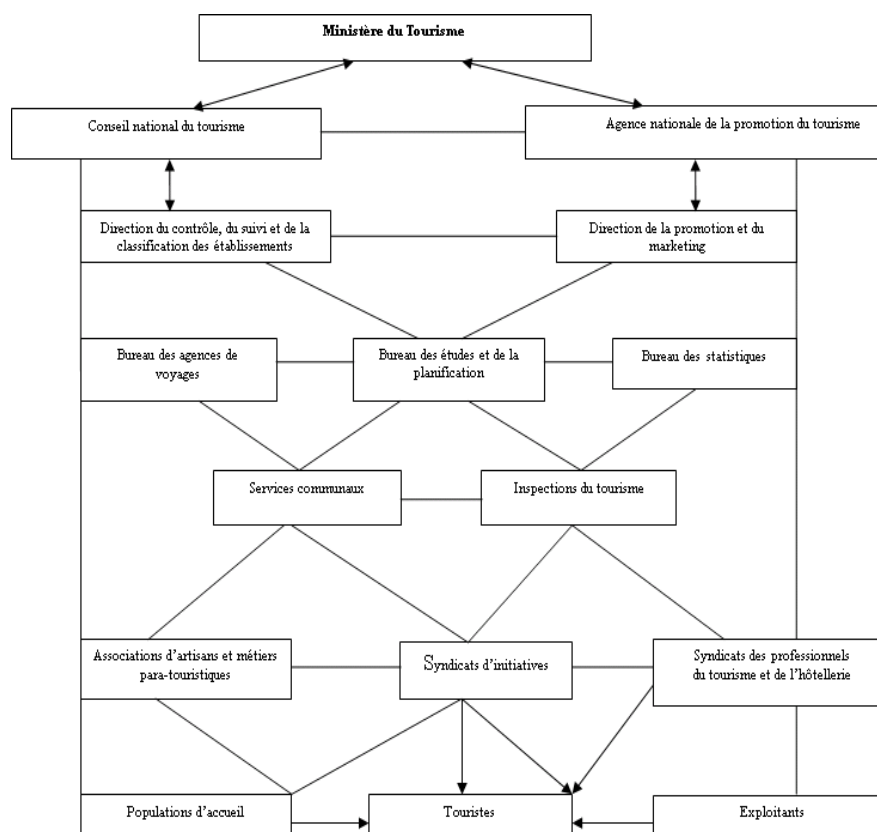 Ministère du Tourisme
Conseil national du tourisme
Agence nationale de la promotion du tourisme
Direction du contrôle, du suivi et de la
classification des établissements
Direction de la promotion et du
marketing
Bureau des agences de
voyages
Bureau des études et de la
planification
Bureau des statistiques
Services communaux
Inspections du tourisme
Associations d'artisans et métiers
para-touristiques
Syndicats d'initiatives
Syndicats des professionnels
du tourisme et de l'hôtellerie
Populations d'accueil
Touristes
Exploitants